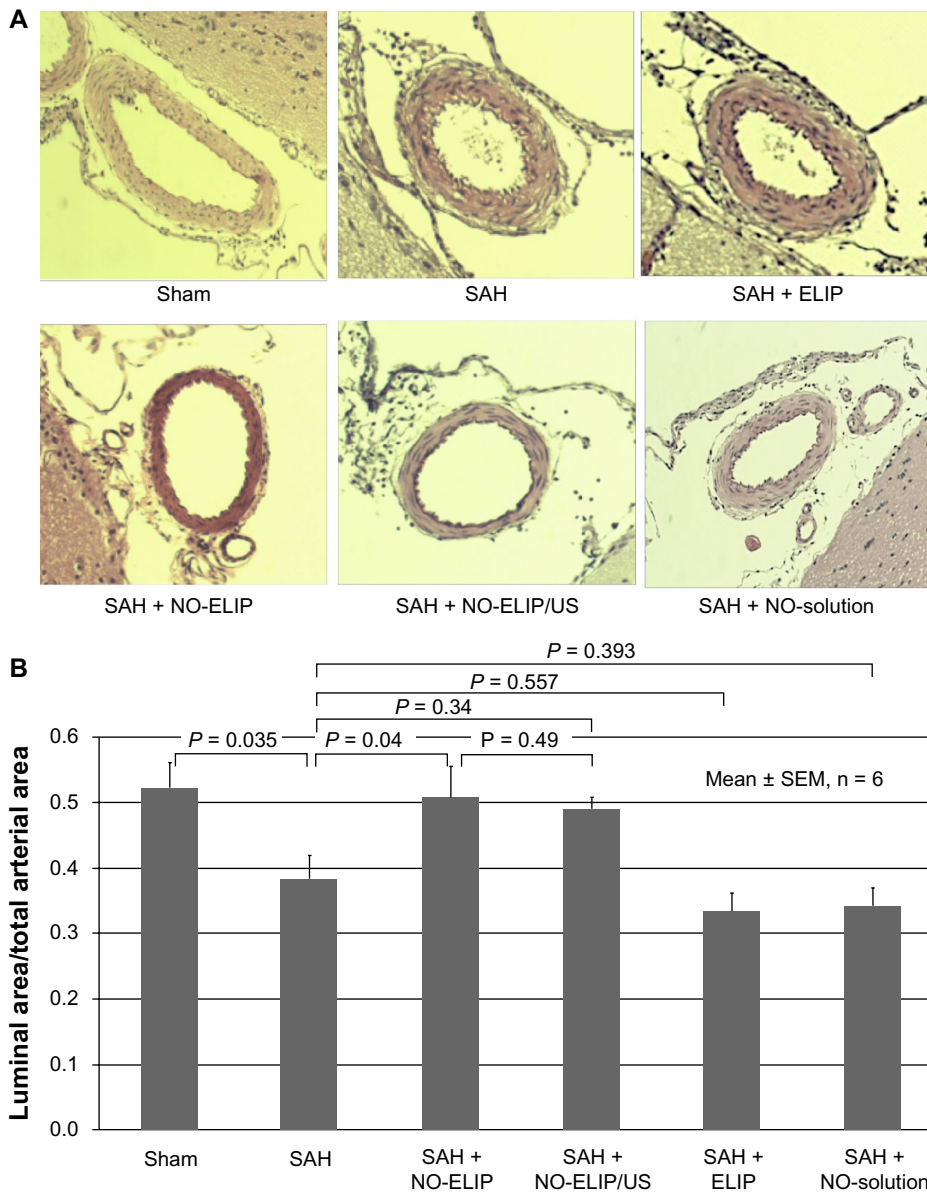 A
Sham
SAH
SAH + ELIP
SAH + NO-ELIP
SAH + NO-ELIP/US
SAH + NO-solution
B
P = 0.393
P = 0.557
P = 0.34
P = 0.035
P = 0.04
P = 0.49
Mean ± SEM, n = 6
Luminal area/total arterial area
0.6
0.5
0.4
0.3
0.2
0.1
0.0
Sham
SAH
SAH +
NO-ELIP
SAH +
NO-ELIP/US
SAH +
ELIP
SAH +
NO-solution